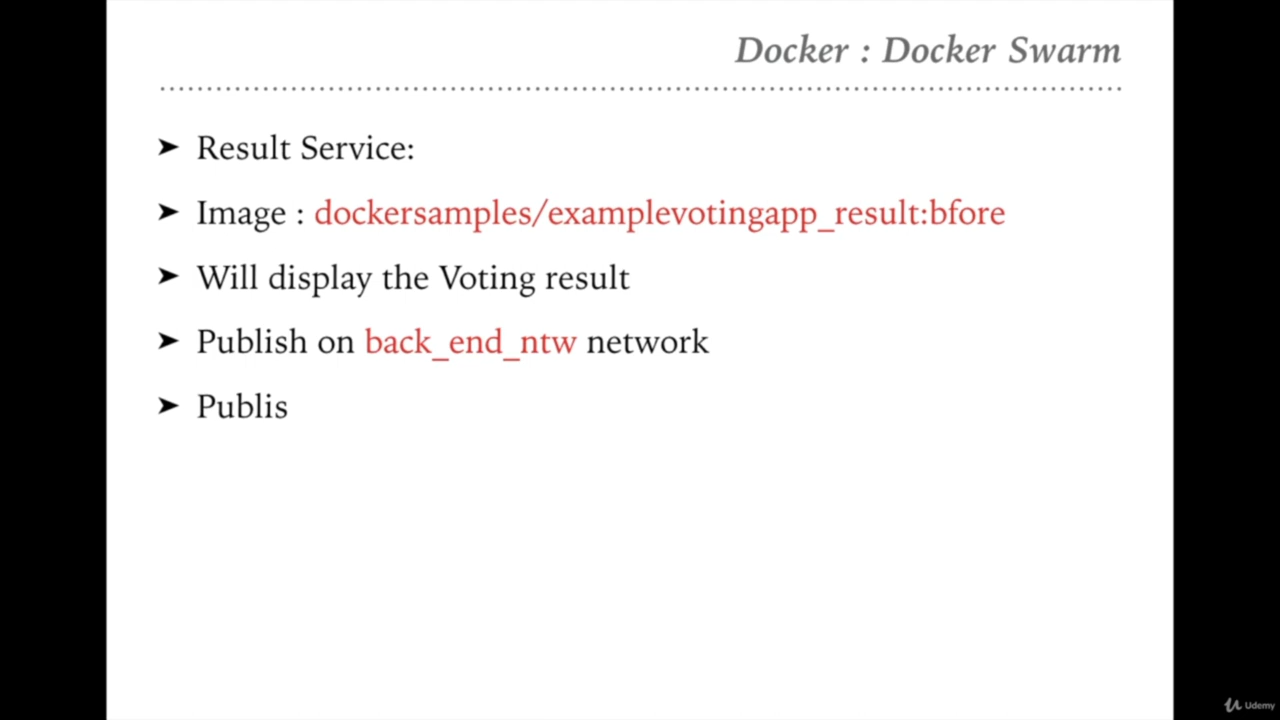 Docker : Docker Swarm
➤ Result Service:
➤ Image : dockersamples/examplevotingapp_result:bfore
➤ Will display the Voting result
➤ Publish on back_end_ntw network
➤ Publis
Udemy